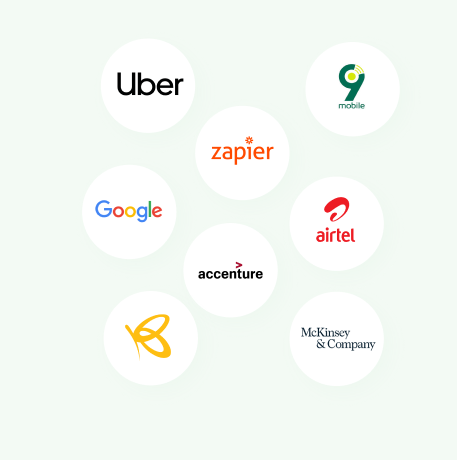 Uber
9
mobile
zapier
Google
airtel
accenture
McKinsey
& Company